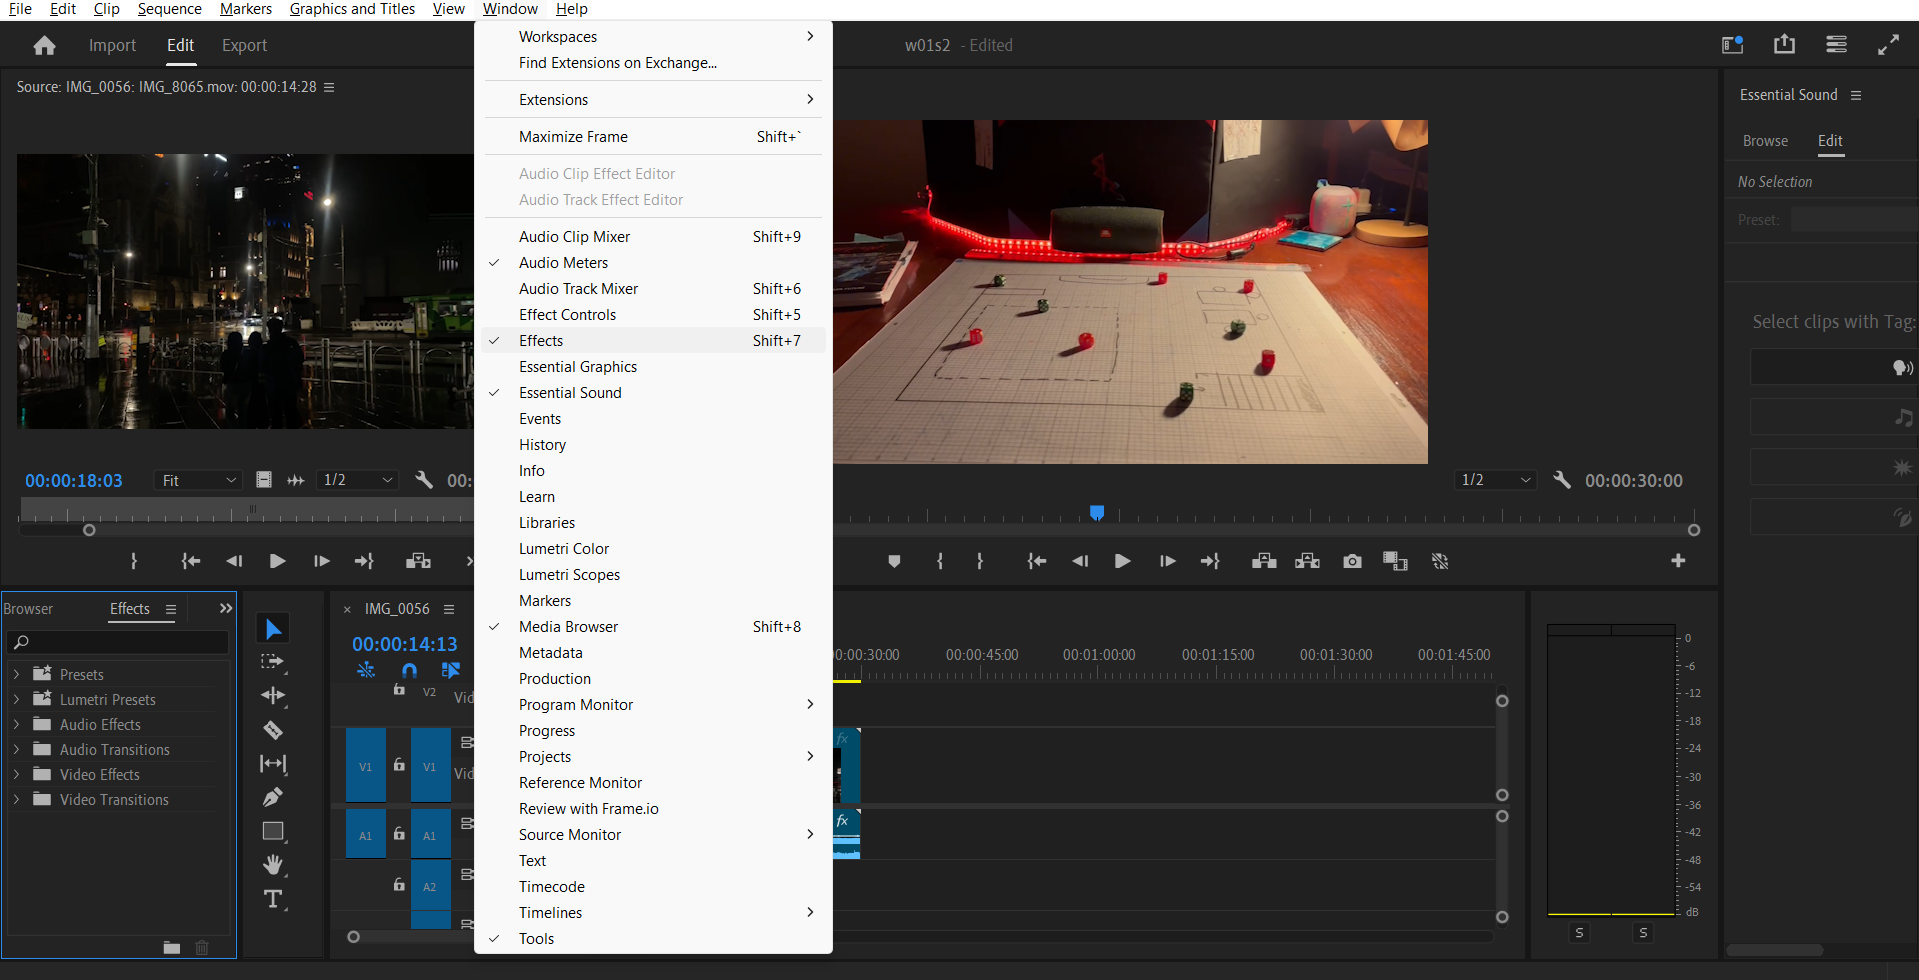 File Edit Clip Sequence Markers Graphics and Titles View Window Help
Import Edit Export
w01s2 - Edited
Source: IMG_0056: IMG_8065.mov: 00:00:14:28
00:00:18:03 Fit 1/2 00:
Workspaces
Find Extensions on Exchange...
Extensions
Maximize Frame Shift+`
Audio Clip Effect Editor
Audio Track Effect Editor
Audio Clip Mixer Shift+9
Audio Meters
Audio Track Mixer Shift+6
Effect Controls Shift+5
Effects Shift+7
Essential Graphics
Essential Sound
Events
History
Info
Learn
Libraries
Lumetri Color
Lumetri Scopes
Markers
Media Browser Shift+8
Metadata
Production
Program Monitor
Progress
Projects
Reference Monitor
Review with Frame.io
Source Monitor
Text
Timecode
Timelines
Tools
1/2 00:00:30:00
Essential Sound
Browse Edit
No Selection
Preset:
Select clips with Tag:
Browser Effects
Presets
Lumetri Presets
Audio Effects
Audio Transitions
Video Effects
Video Transitions
× IMG_0056
00:00:14:13
0:00:30:00 00:00:45:00 00:01:00:00 00:01:15:00 00:01:30:00 00:01:45:00
V2 Vid
V1 V1 Vid
fx
A1 A1
fx
A2
0
-6
-12
-18
-24
-30
-36
-42
-48
-54
dB
S S